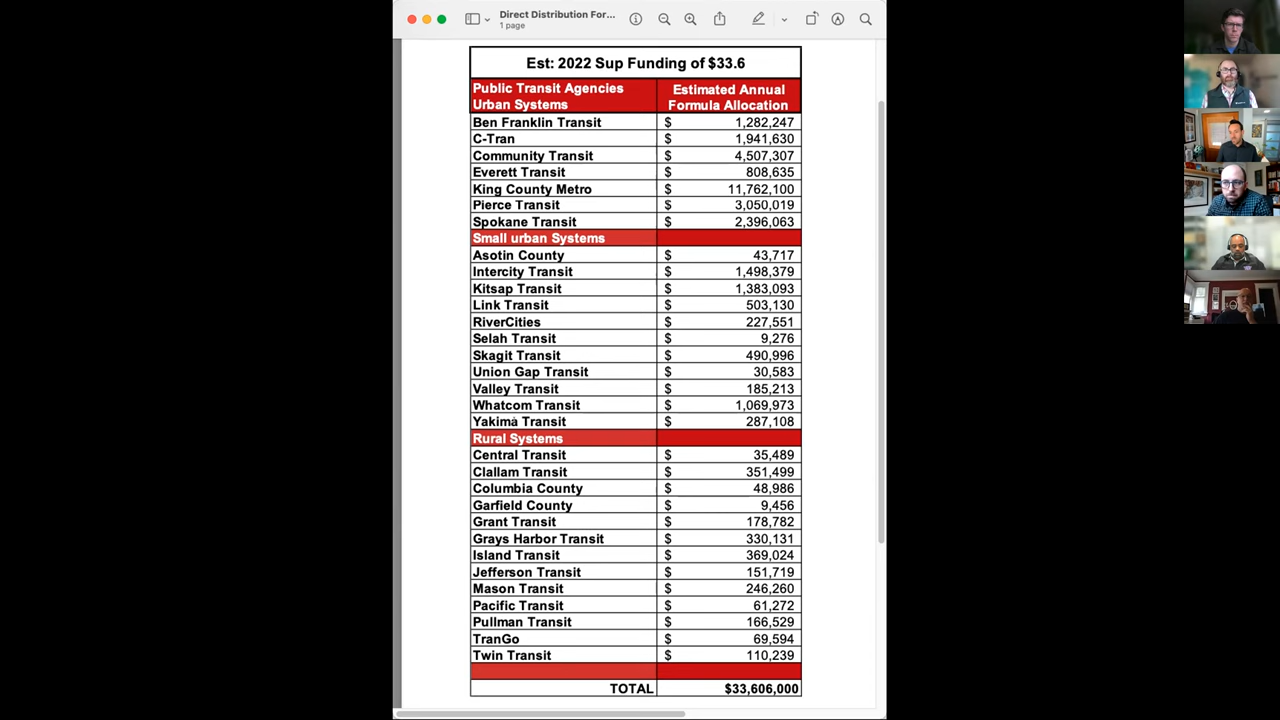 Direct Distribution For...
1 page
Est: 2022 Sup Funding of $33.6
Public Transit Agencies Urban Systems Estimated Annual Formula Allocation
Ben Franklin Transit $ 1,282,247
C-Tran $ 1,941,630
Community Transit $ 4,507,307
Everett Transit $ 808,635
King County Metro $ 11,762,100
Pierce Transit $ 3,050,019
Spokane Transit $ 2,396,063
Small urban Systems
Asotin County $ 43,717
Intercity Transit $ 1,498,379
Kitsap Transit $ 1,383,093
Link Transit $ 503,130
RiverCities $ 227,551
Selah Transit $ 9,276
Skagit Transit $ 490,996
Union Gap Transit $ 30,583
Valley Transit $ 185,213
Whatcom Transit $ 1,069,973
Yakima Transit $ 287,108
Rural Systems
Central Transit $ 35,489
Clallam Transit $ 351,499
Columbia County $ 48,986
Garfield County $ 9,456
Grant Transit $ 178,782
Grays Harbor Transit $ 330,131
Island Transit $ 369,024
Jefferson Transit $ 151,719
Mason Transit $ 246,260
Pacific Transit $ 61,272
Pullman Transit $ 166,529
TranGo $ 69,594
Twin Transit $ 110,239
TOTAL $33,606,000